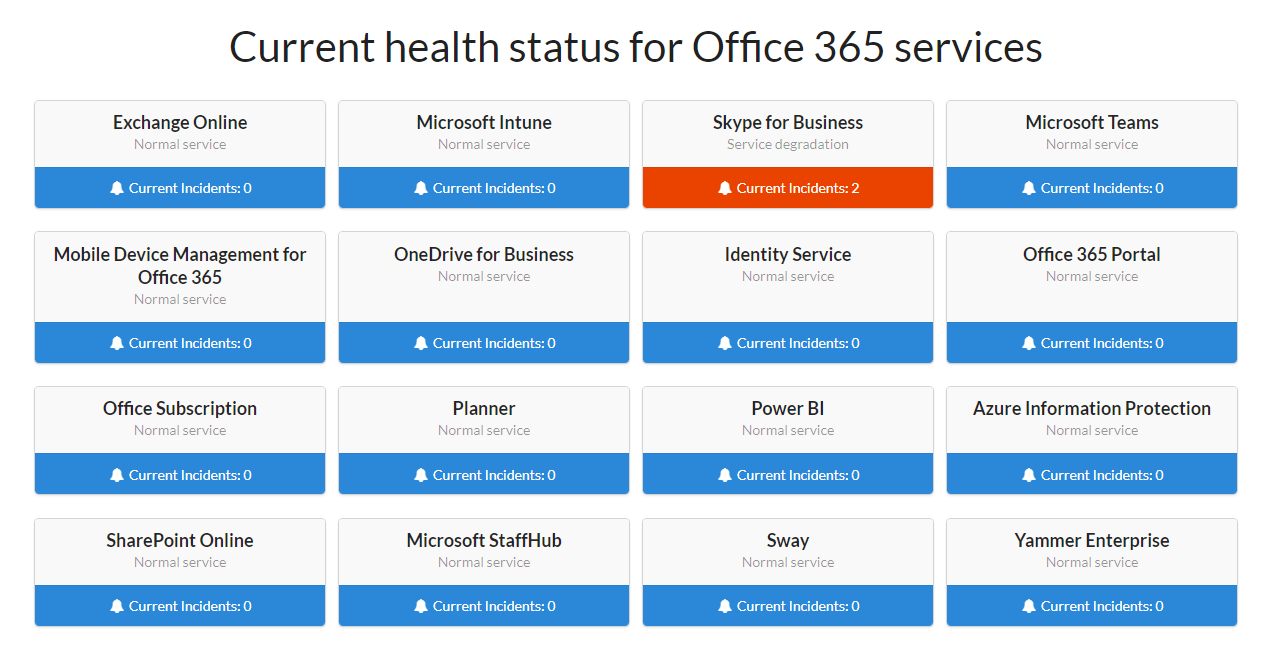 Current health status for Office 365 services
Exchange Online
Normal service
Current Incidents: 0
Microsoft Intune
Normal service
Current Incidents: 0
Skype for Business
Service degradation
Current Incidents: 2
Microsoft Teams
Normal service
Current Incidents: 0
Mobile Device Management for
Office 365
Normal service
Current Incidents: 0
OneDrive for Business
Normal service
Current Incidents: 0
Identity Service
Normal service
Current Incidents: 0
Office 365 Portal
Normal service
Current Incidents: 0
Office Subscription
Normal service
Current Incidents: 0
Planner
Normal service
Current Incidents: 0
Power BI
Normal service
Current Incidents: 0
Azure Information Protection
Normal service
Current Incidents: 0
SharePoint Online
Normal service
Current Incidents: 0
Microsoft StaffHub
Normal service
Current Incidents: 0
Sway
Normal service
Current Incidents: 0
Yammer Enterprise
Normal service
Current Incidents: 0